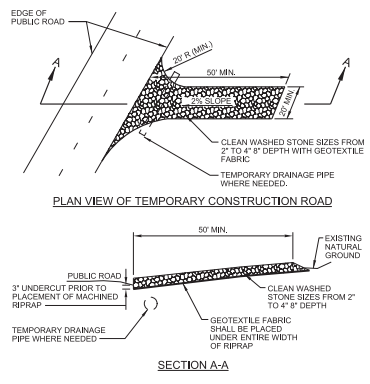 EDGE OF
PUBLIC ROAD
20' R (MIN.)
A
A
50' MIN.
2% SLOPE
20' MIN.
CLEAN WASHED STONE SIZES FROM
2" TO 4" 8" DEPTH WITH GEOTEXTILE
FABRIC
TEMPORARY DRAINAGE PIPE
WHERE NEEDED.
PLAN VIEW OF TEMPORARY CONSTRUCTION ROAD
50' MIN.
EXISTING
NATURAL
GROUND
PUBLIC ROAD
3" UNDERCUT PRIOR TO
PLACEMENT OF MACHINED
RIPRAP
CLEAN WASHED
STONE SIZES FROM 2"
TO 4" 8" DEPTH
TEMPORARY DRAINAGE
PIPE WHERE NEEDED
GEOTEXTILE FABRIC
SHALL BE PLACED
UNDER ENTIRE WIDTH
OF RIPRAP
SECTION A-A